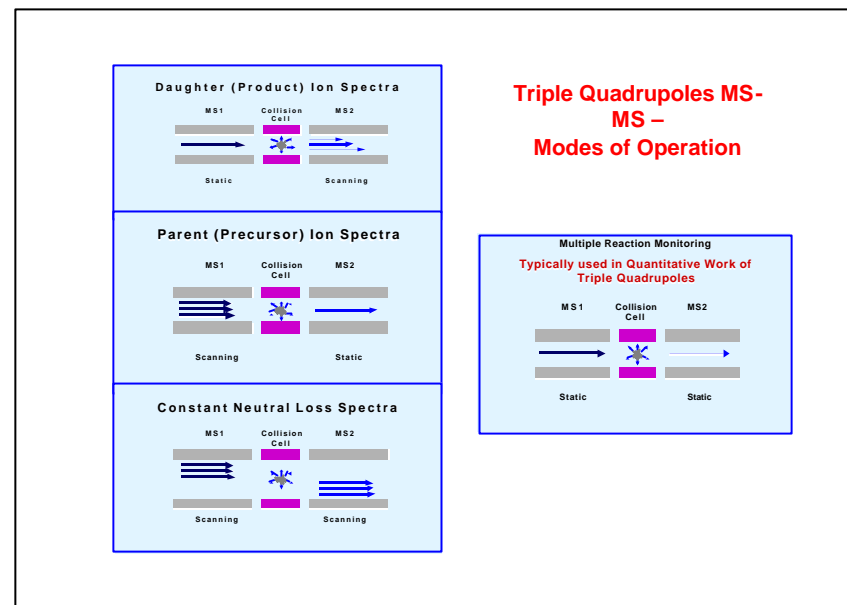 Triple Quadrupoles MS-
MS –
Modes of Operation
Daughter (Product) Ion Spectra
MS1 Collision Cell MS2
Static Scanning
Parent (Precursor) Ion Spectra
MS1 Collision Cell MS2
Scanning Static
Constant Neutral Loss Spectra
MS1 Collision Cell MS2
Scanning Scanning
Multiple Reaction Monitoring
Typically used in Quantitative Work of
Triple Quadrupoles
MS1 Collision Cell MS2
Static Static